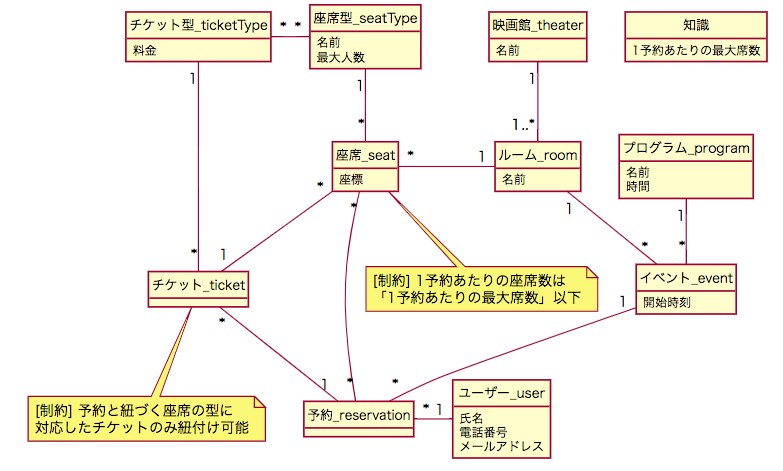 チケット型_ticketType
料金
* *
座席型_seatType
名前
最大人数
映画館_theater
名前
知識
1予約あたりの最大席数
1
1
1
*
1..*
座席_seat
座標
* 1
ルーム_room
名前
プログラム_program
名前
時間
*
*
1
1
*
1
*
*
1
チケット_ticket
[制約] 1予約あたりの座席数は
「1予約あたりの最大席数」以下
イベント_event
開始時刻
*
1
1
*
*
[制約] 予約と紐づく座席の型に
対応したチケットのみ紐付け可能
予約_reservation
* 1
ユーザー_user
氏名
電話番号
メールアドレス